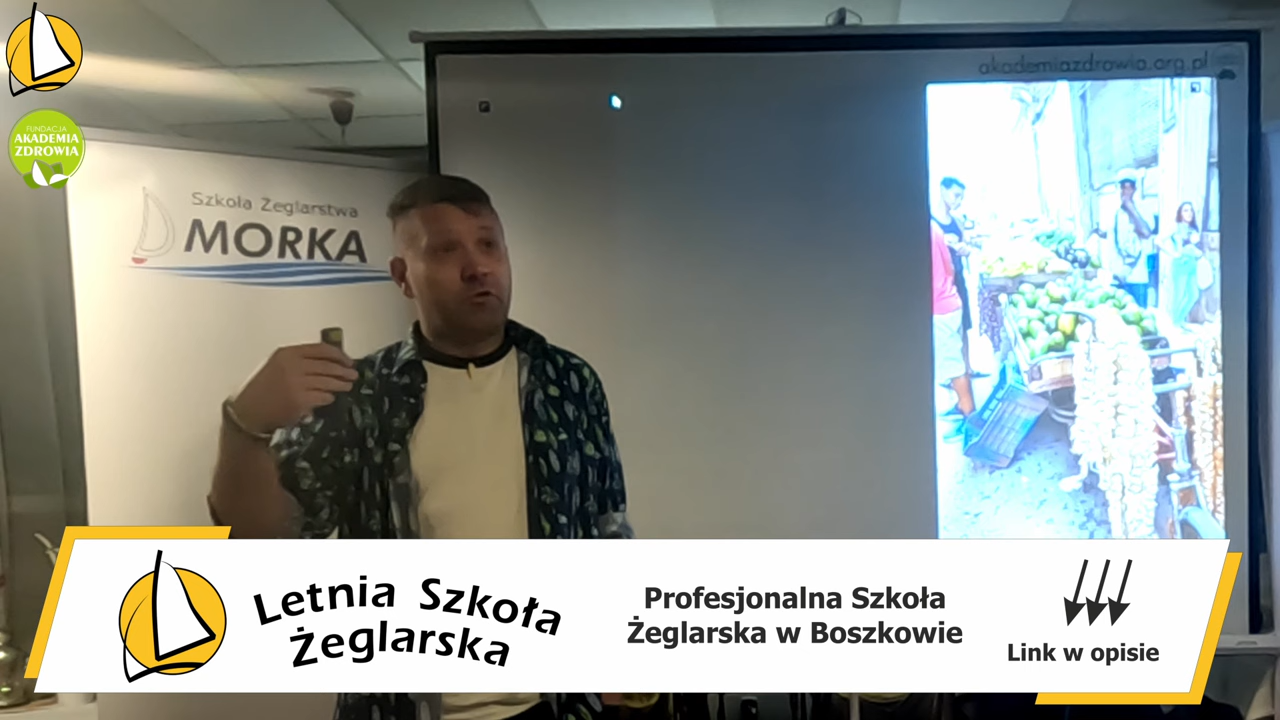 akademiazdrowia.org.pl
FUNDACJA
AKADEMIA
ZDROWIA
Szkoła Żeglarstwa
MORKA
Letnia Szkoła
Żeglarska
Profesjonalna Szkoła
Żeglarska w Boszkowie
Link w opisie